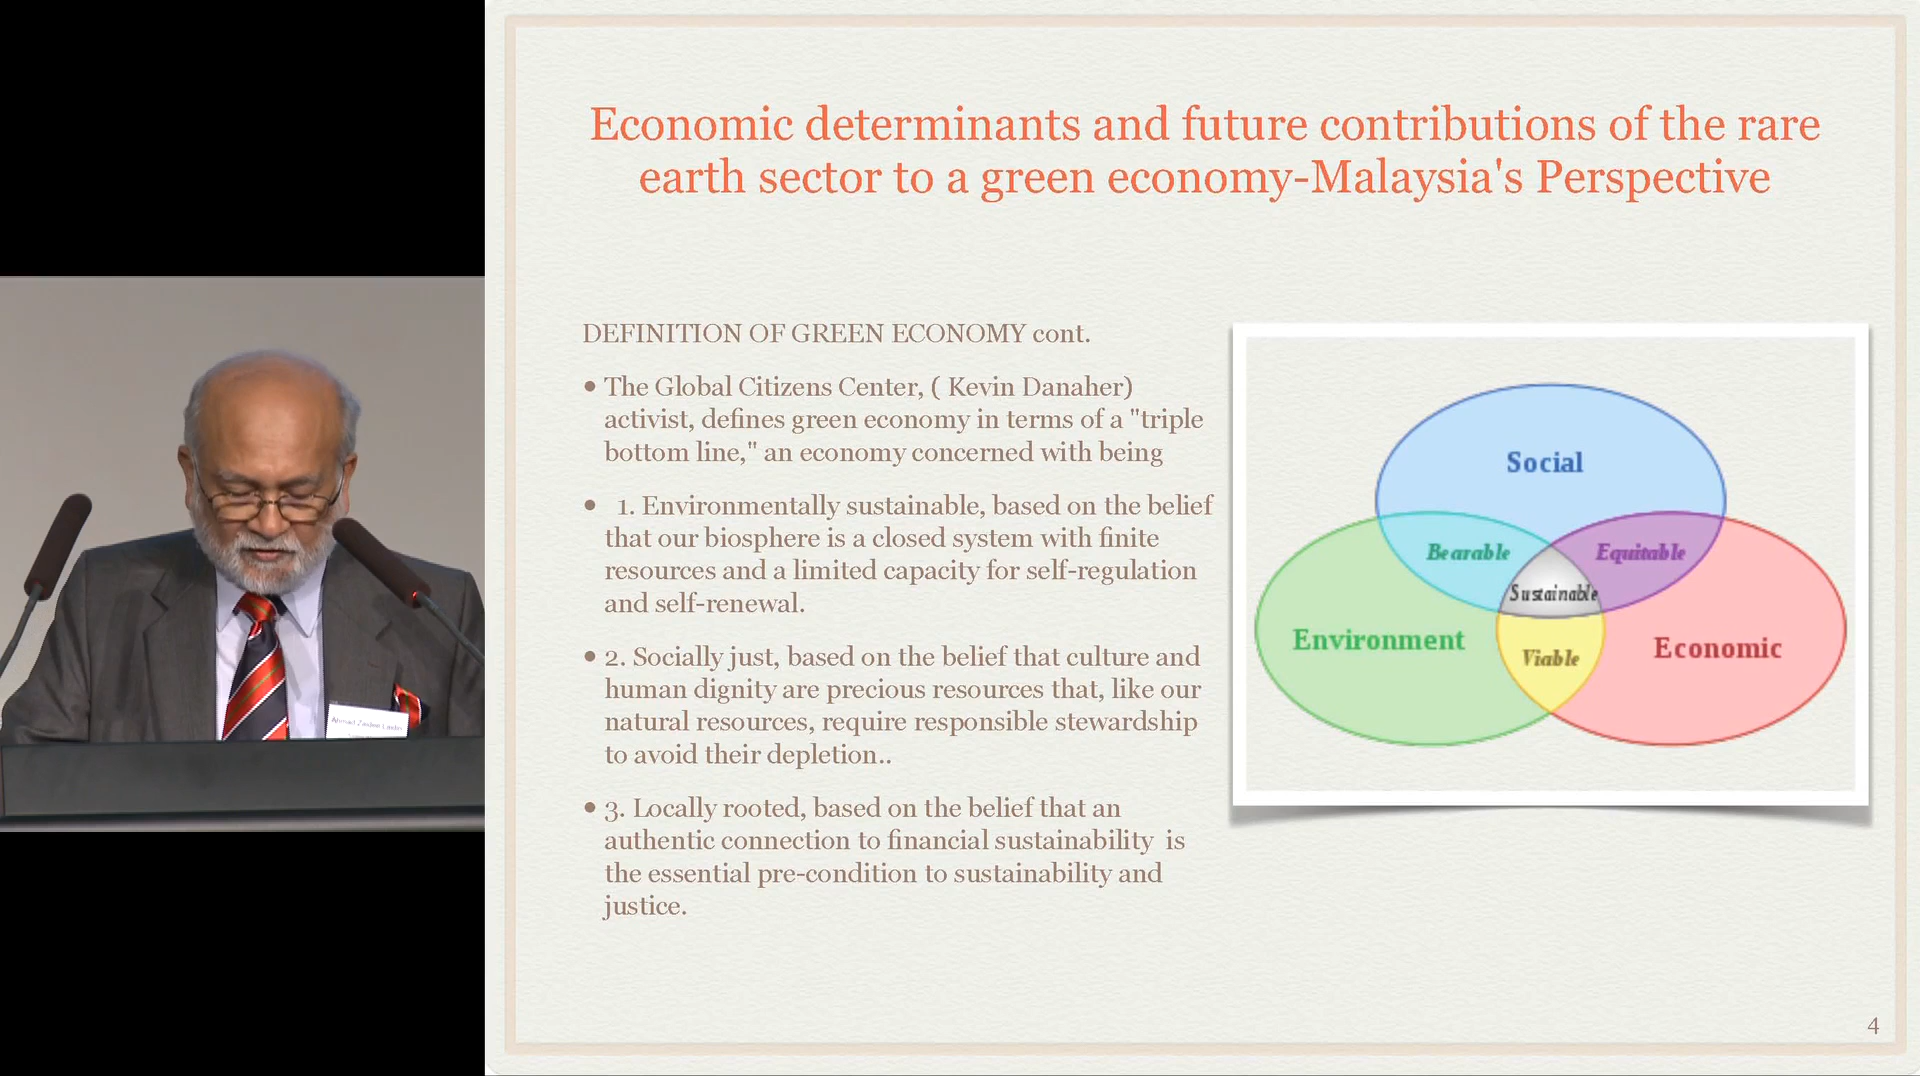 Economic determinants and future contributions of the rare
earth sector to a green economy-Malaysia's Perspective
DEFINITION OF GREEN ECONOMY cont.
• The Global Citizens Center, ( Kevin Danaher)
activist, defines green economy in terms of a "triple
bottom line," an economy concerned with being
• 1. Environmentally sustainable, based on the belief
that our biosphere is a closed system with finite
resources and a limited capacity for self-regulation
and self-renewal.
• 2. Socially just, based on the belief that culture and
human dignity are precious resources that, like our
natural resources, require responsible stewardship
to avoid their depletion..
• 3. Locally rooted, based on the belief that an
authentic connection to financial sustainability is
the essential pre-condition to sustainability and
justice.
Social
Bearable
Equitable
Sustainable
Environment
Viable
Economic
Ahmad Zaidee Laidin
4